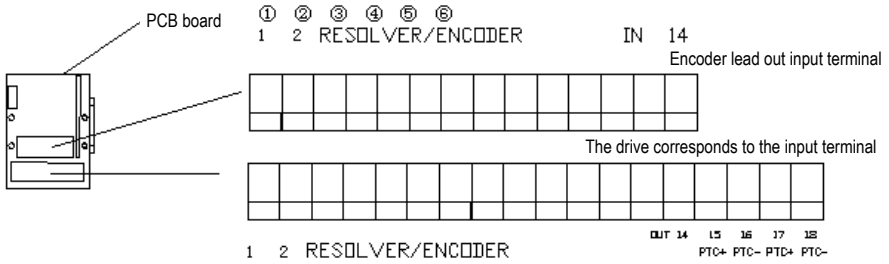 ① ② ③ ④ ⑤ ⑥
PCB board
1 2 RESOLVER/ENCODER IN 14
Encoder lead out input terminal
The drive corresponds to the input terminal
OUT 14 15 16 17 18
PTC+ PTC- PTC+ PTC-
1 2 RESOLVER/ENCODER